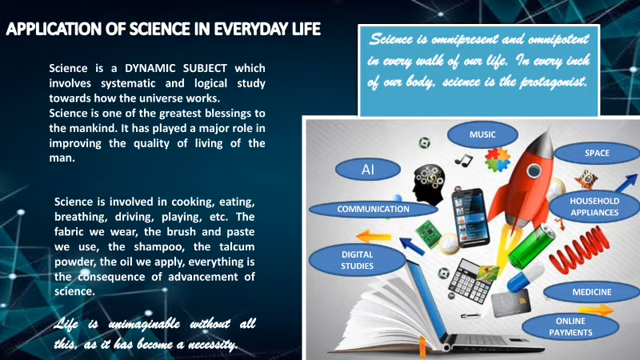 APPLICATION OF SCIENCE IN EVERYDAY LIFE
Science is a DYNAMIC SUBJECT which
involves systematic and logical study
towards how the universe works.
Science is one of the greatest blessings to
the mankind. It has played a major role in
improving the quality of living of the
man.
Science is involved in cooking, eating,
breathing, driving, playing, etc. The
fabric we wear, the brush and paste
we use, the shampoo, the talcum
powder, the oil we apply, everything is
the consequence of advancement of
science.
Life is unimaginable without all
this, as it has become a necessity.
Science is omnipresent and omnipotent
in every walk of our life. In every inch
of our body, science is the protagonist.
MUSIC
SPACE
AI
HOUSEHOLD
APPLIANCES
COMMUNICATION
DIGITAL
STUDIES
MEDICINE
ONLINE
PAYMENTS